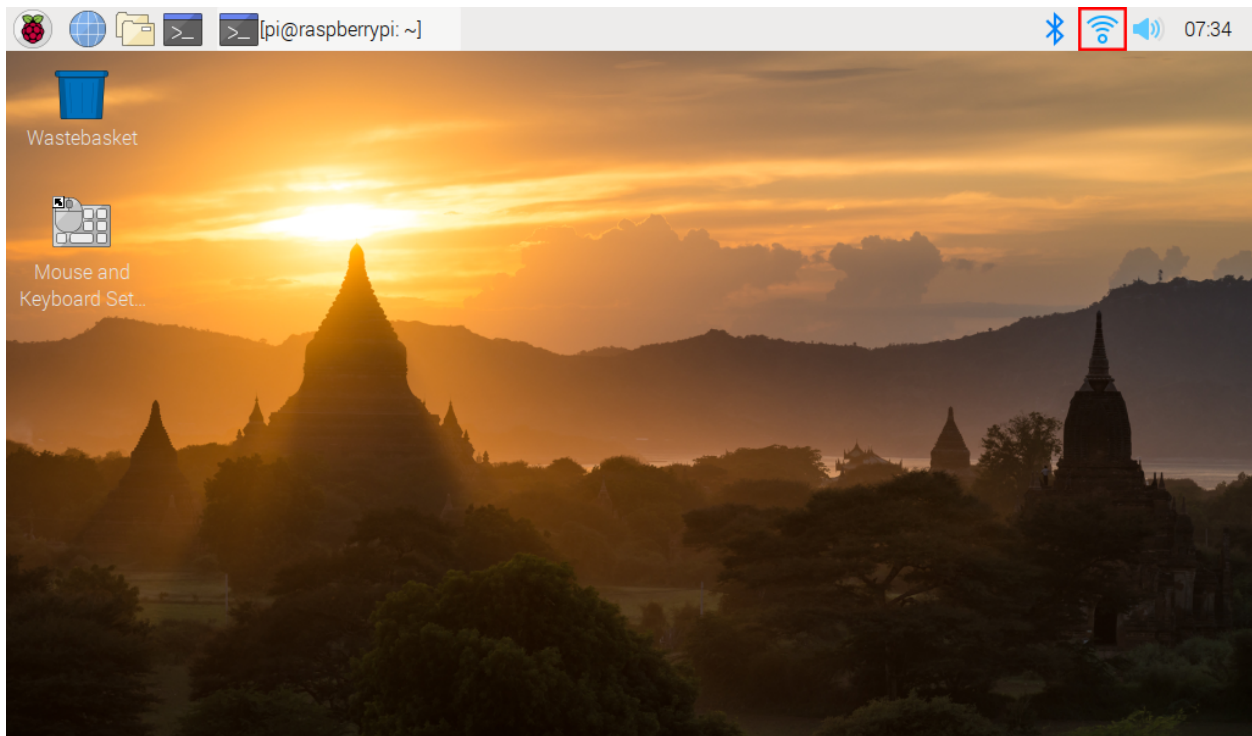 [pi@raspberrypi: ~]
07:34
Wastebasket
Mouse and
Keyboard Set...